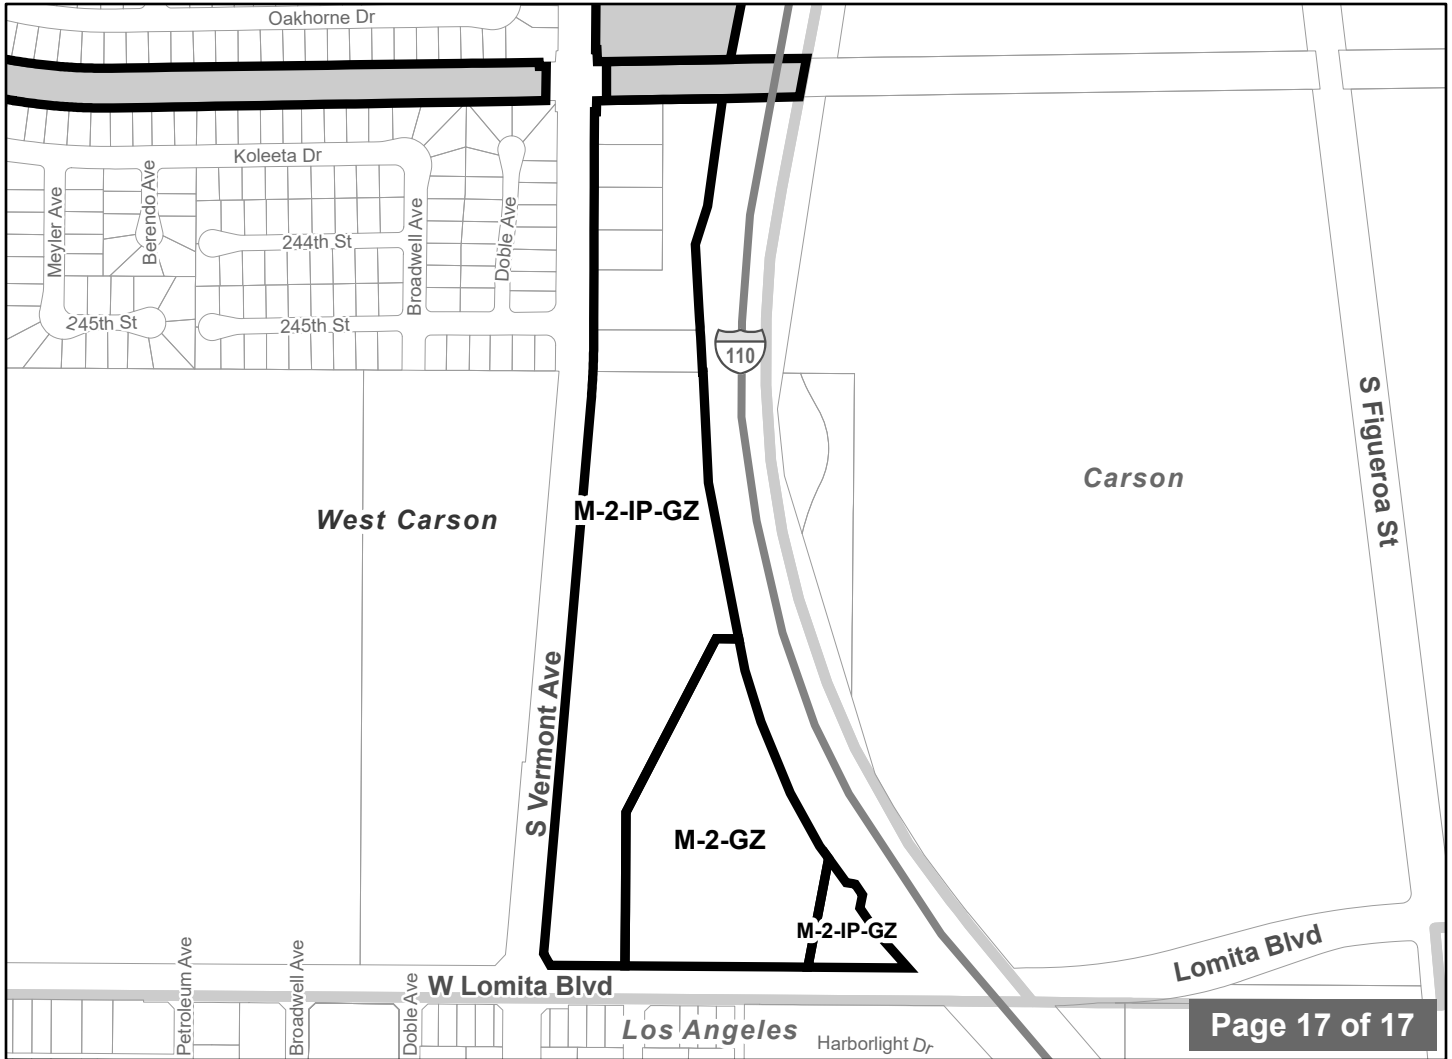 Oakhorne Dr
Koleeta Dr
Meyler Ave
Berendo Ave
244th St
Broadwell Ave
Doble Ave
245th St
245th St
110
S Figueroa St
Carson
M-2-IP-GZ
West Carson
S Vermont Ave
M-2-GZ
M-2-IP-GZ
Lomita Blvd
Petroleum Ave
Broadwell Ave
Doble Ave
W Lomita Blvd
Los Angeles
Harborlight Dr
Page 17 of 17